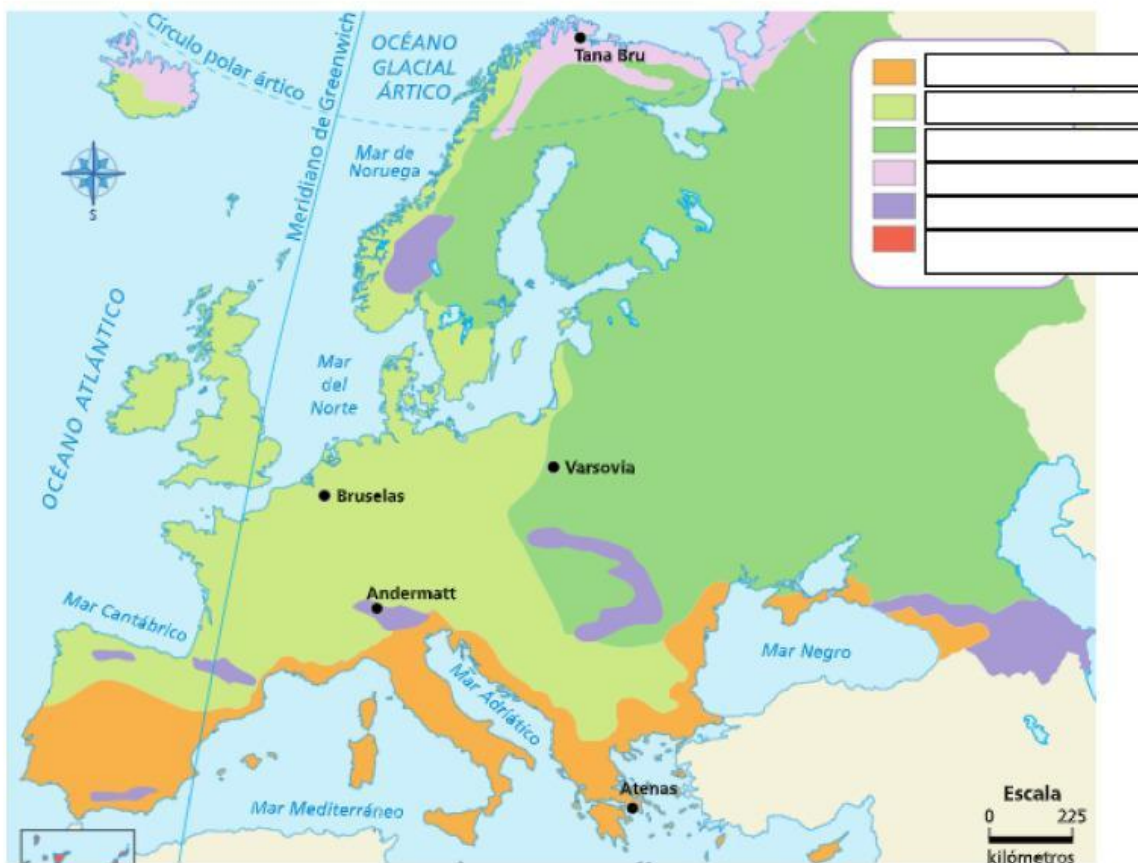 Círculo polar ártico
Meridiano de Greenwich
OCÉANO
GLACIAL
ÁRTICO
Tana Bru
Mar de
Noruega
S
OCÉANO ATLÁNTICO
Mar
del
Norte
Varsovia
Bruselas
Andermatt
Mar Cantábrico
Mar Negro
Mar Adriático
Atenas
Mar Mediterráneo
Escala
0 225
kilómetros